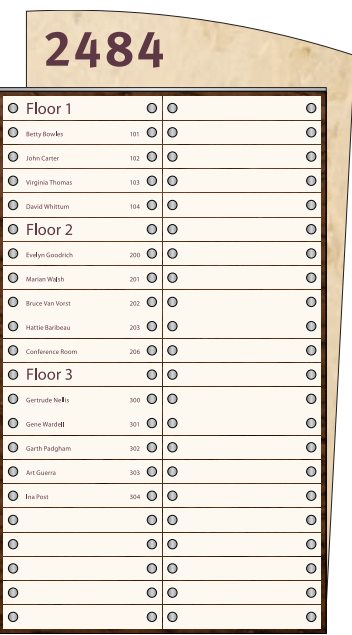 2484
Floor 1
Betty Bowles 101
John Carter 102
Virginia Thomas 103
David Whittum 104
Floor 2
Evelyn Goodrich 200
Marian Walsh 201
Bruce Van Vorst 202
Hattie Baribeau 203
Conference Room 206
Floor 3
Gertrude Nellis 300
Gene Wardell 301
Garth Padgham 302
Art Guerra 303
Ina Post 304